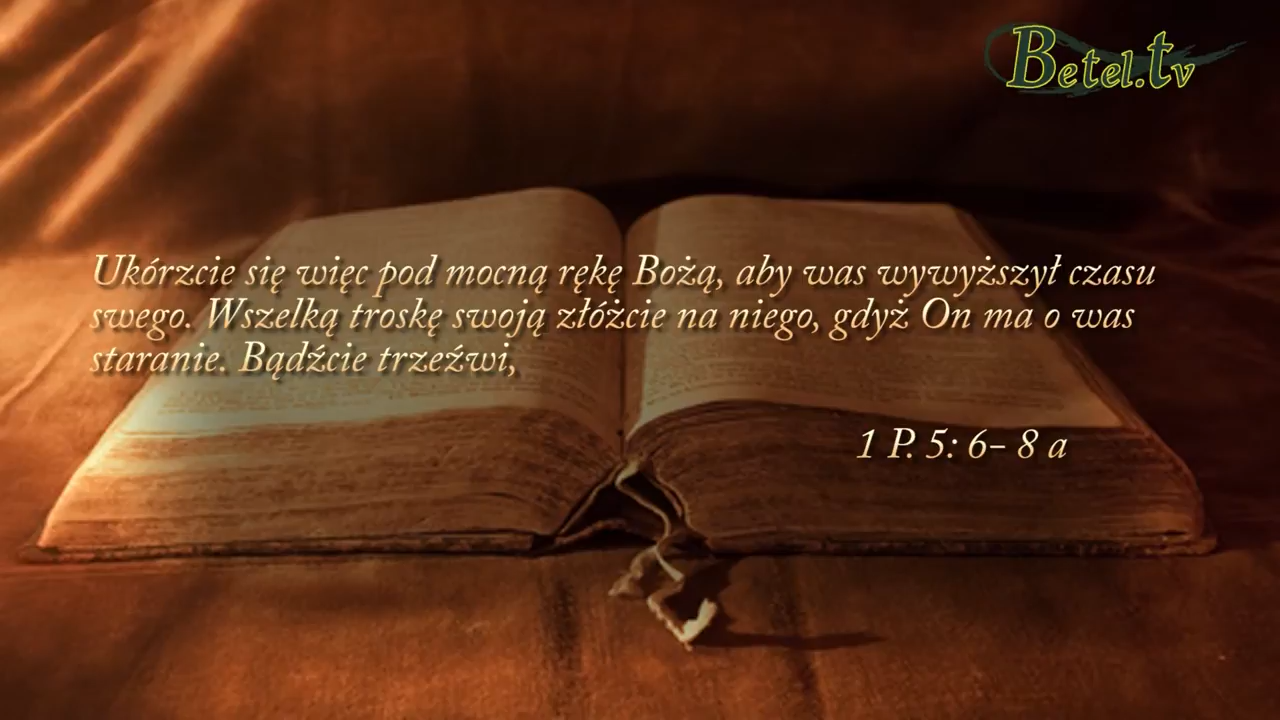 Betel.tv
Ukórzcie się więc pod mocną rękę Bożą, aby was wywyższył czasu
swego. Wszelką troskę swoją złóżcie na niego, gdyż On ma o was
staranie. Bądźcie trzeźwi,
1 P. 5: 6– 8 a